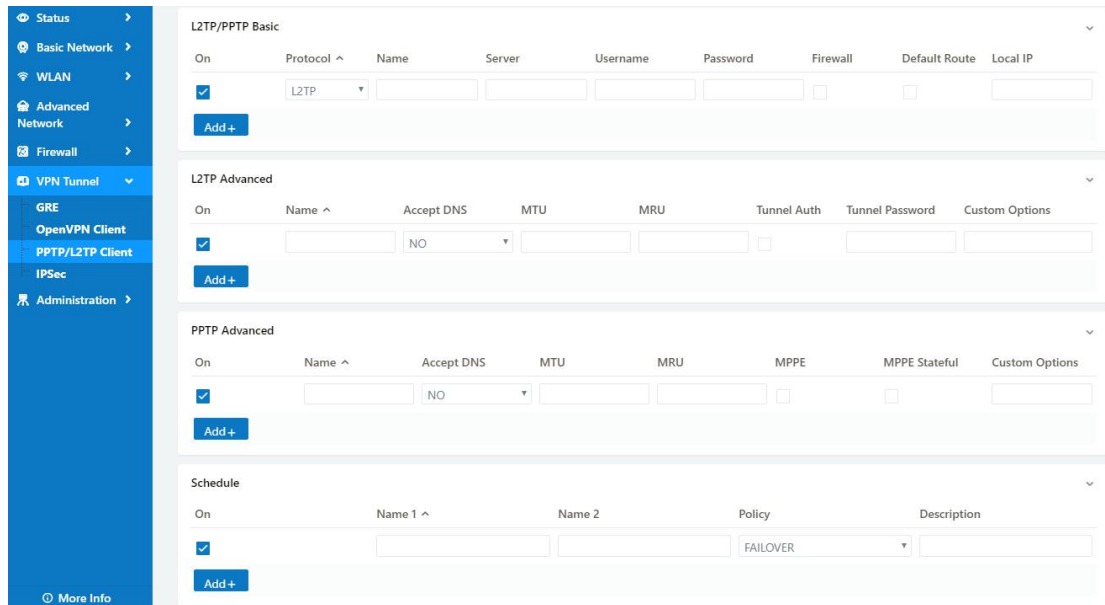 Status
Basic Network
WLAN
Advanced
Network
Firewall
VPN Tunnel
GRE
OpenVPN Client
PPTP/L2TP Client
IPSec
Administration
More Info
L2TP/PPTP Basic
On Protocol Name Server Username Password Firewall Default Route Local IP
L2TP
Add+
L2TP Advanced
On Name Accept DNS MTU MRU Tunnel Auth Tunnel Password Custom Options
NO
Add+
PPTP Advanced
On Name Accept DNS MTU MRU MPPE MPPE Stateful Custom Options
NO
Add+
Schedule
On Name 1 Name 2 Policy Description
FAILOVER
Add+